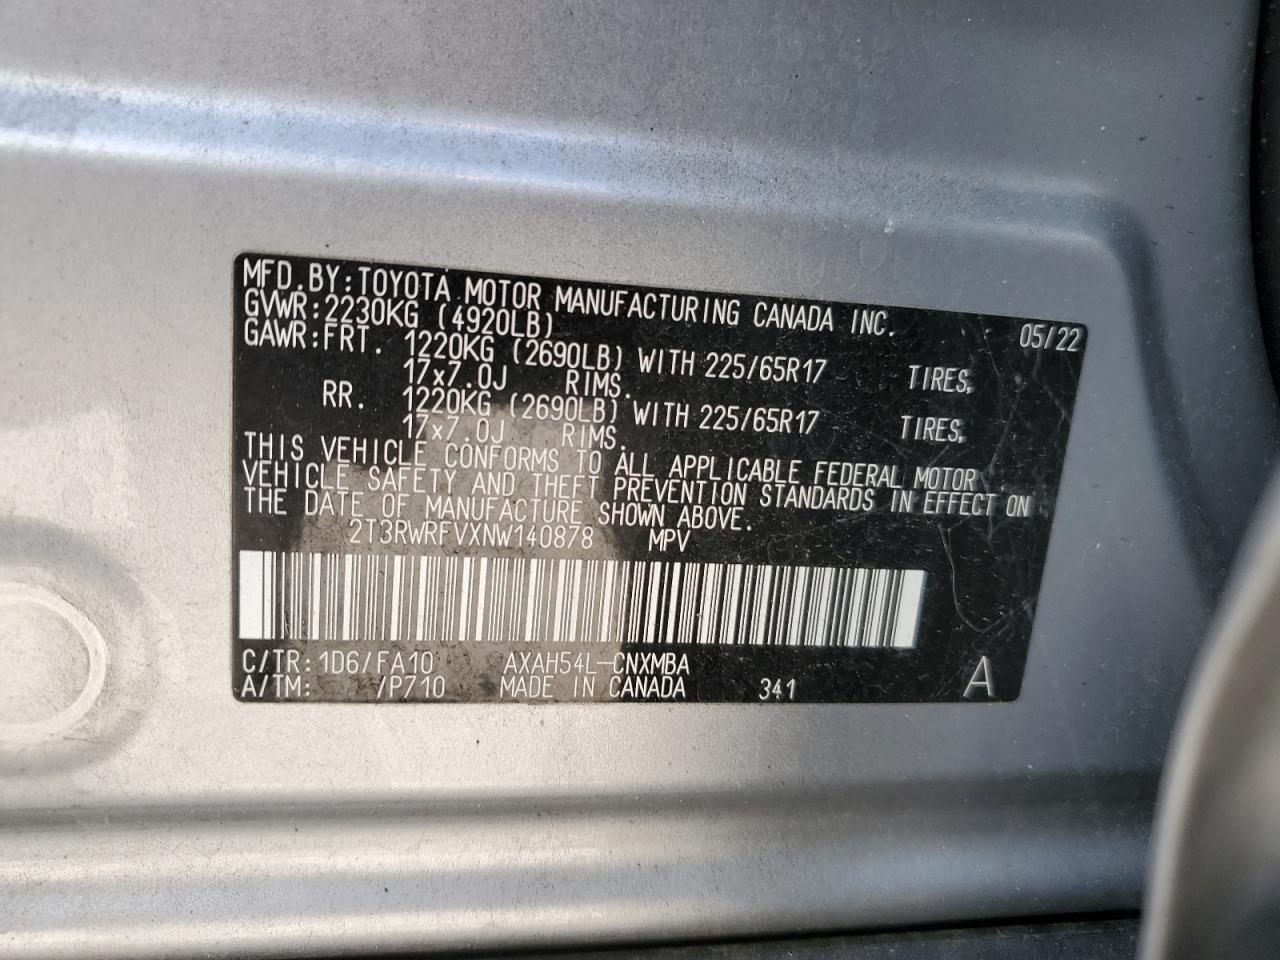 MFD.BY:TOYOTA MOTOR MANUFACTURING CANADA INC. 05/22
GVWR:2230KG (4920LB)
GAWR:FRT. 1220KG (2690LB) WITH 225/65R17 TIRES,
17x7.0J RIMS.
RR. 1220KG (2690LB) WITH 225/65R17 TIRES,
17x7.0J RIMS.
THIS VEHICLE CONFORMS TO ALL APPLICABLE FEDERAL MOTOR
VEHICLE SAFETY AND THEFT PREVENTION STANDARDS IN EFFECT ON
THE DATE OF MANUFACTURE SHOWN ABOVE.
2T3RWRFVXNW140878 MPV
C/TR:1D6/FA10 AXAH54L-CNXMBA
A/TM: /P710 MADE IN CANADA 341 A